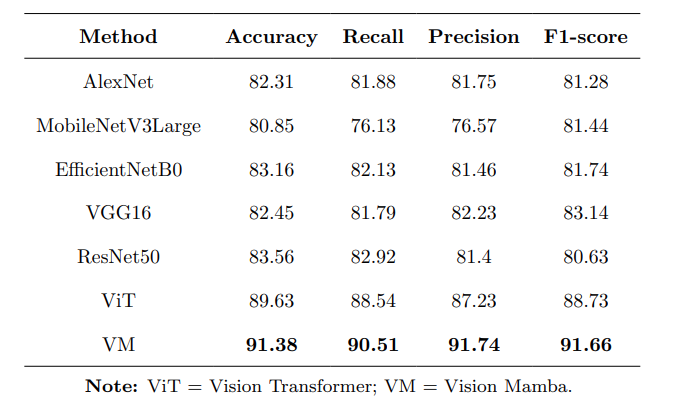 Method Accuracy Recall Precision F1-score
AlexNet 82.31 81.88 81.75 81.28
MobileNetV3Large 80.85 76.13 76.57 81.44
EfficientNetB0 83.16 82.13 81.46 81.74
VGG16 82.45 81.79 82.23 83.14
ResNet50 83.56 82.92 81.4 80.63
ViT 89.63 88.54 87.23 88.73
VM 91.38 90.51 91.74 91.66
Note: ViT = Vision Transformer; VM = Vision Mamba.